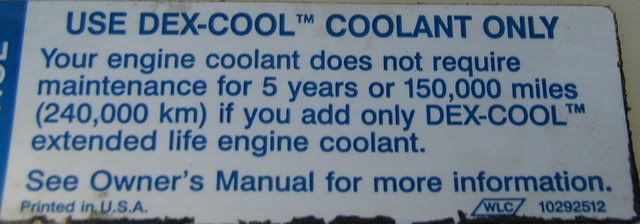 USE DEX-COOL™ COOLANT ONLY
Your engine coolant does not require
maintenance for 5 years or 150,000 miles
(240,000 km) if you add only DEX-COOL™
extended life engine coolant.
See Owner's Manual for more information.
Printed in U.S.A. WLC 10292512